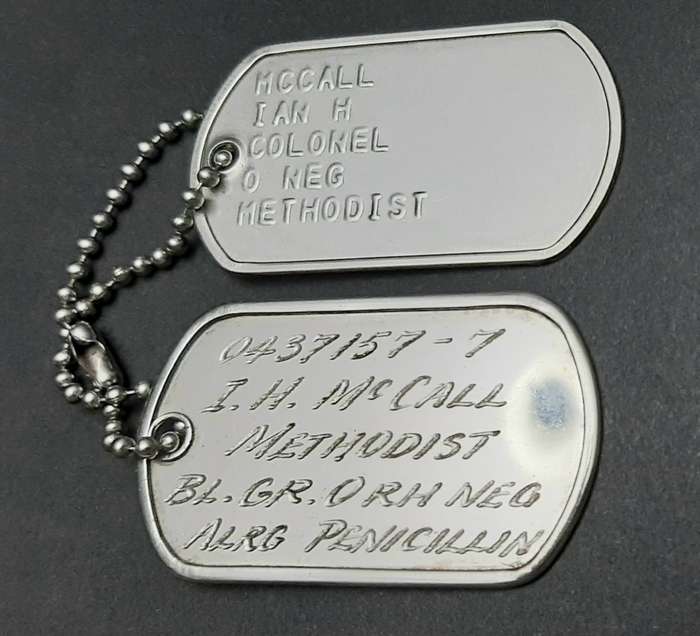 MCCALL
IAN H
COLONEL
O NEG
METHODIST
0437157-7
I. H. McCALL
METHODIST
BL. GR. O RH NEG
ALRG PENICILLIN